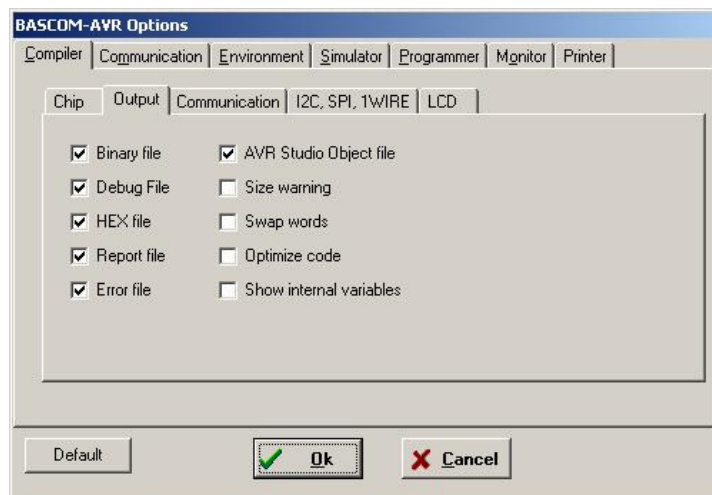 BASCOM-AVR Options
Compiler Communication Environment Simulator Programmer Monitor Printer
Chip Output Communication I2C, SPI, 1WIRE LCD
Binary file AVR Studio Object file
Debug File Size warning
HEX file Swap words
Report file Optimize code
Error file Show internal variables
Default Ok Cancel